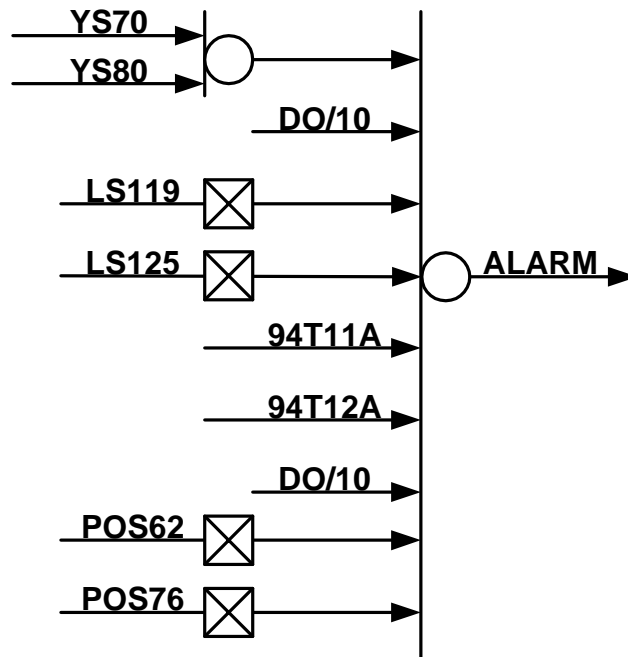 YS70
YS80
DO/10
LS119
LS125
ALARM
94T11A
94T12A
DO/10
POS62
POS76